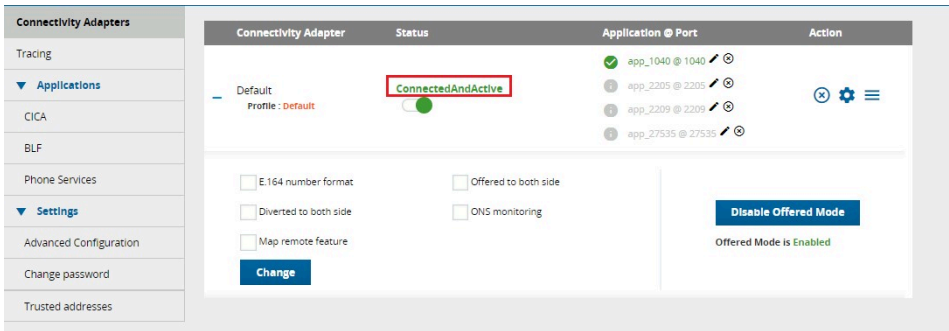 Connectivity Adapters
Tracing
Applications
CICA
BLF
Phone Services
Settings
Advanced Configuration
Change password
Trusted addresses
Connectivity Adapter Status Application @ Port Action
Default
Profile : Default
ConnectedAndActive
app_1040 @ 1040
app_2205 @ 2205
app_2209 @ 2209
app_27535 @ 27535
E.164 number format Offered to both side
Diverted to both side ONS monitoring
Map remote feature
Change
Disable Offered Mode
Offered Mode is Enabled